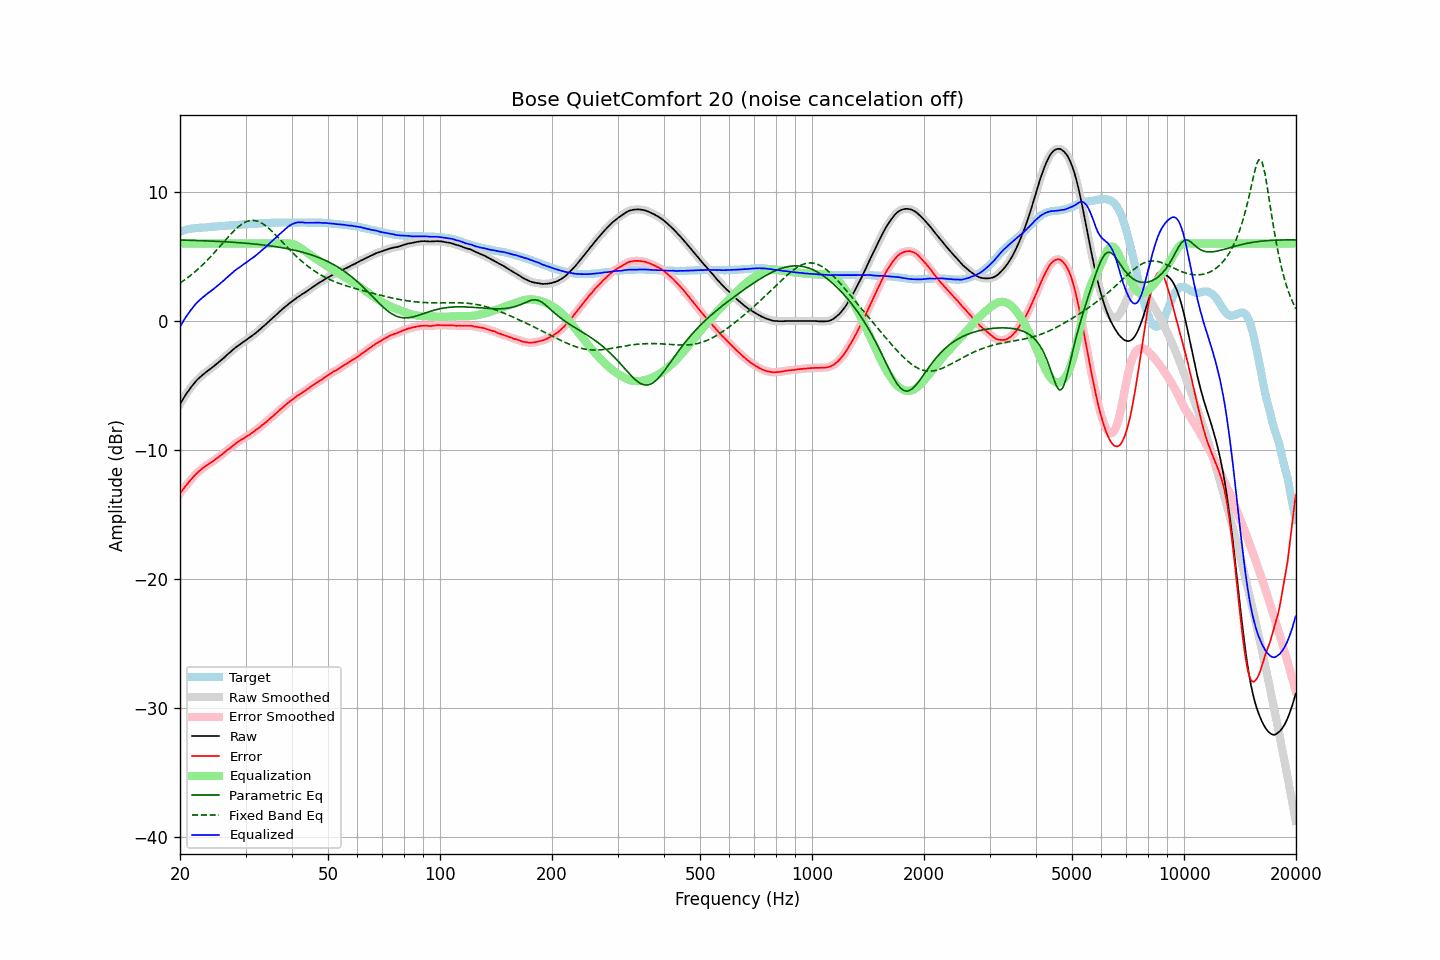 Bose QuietComfort 20 (noise cancelation off)
10
0
−10
−20
−30
−40
Amplitude (dBr)
Target
Raw Smoothed
Error Smoothed
Raw
Error
Equalization
Parametric Eq
Fixed Band Eq
Equalized
20 50 100 200 500 1000 2000 5000 10000 20000
Frequency (Hz)